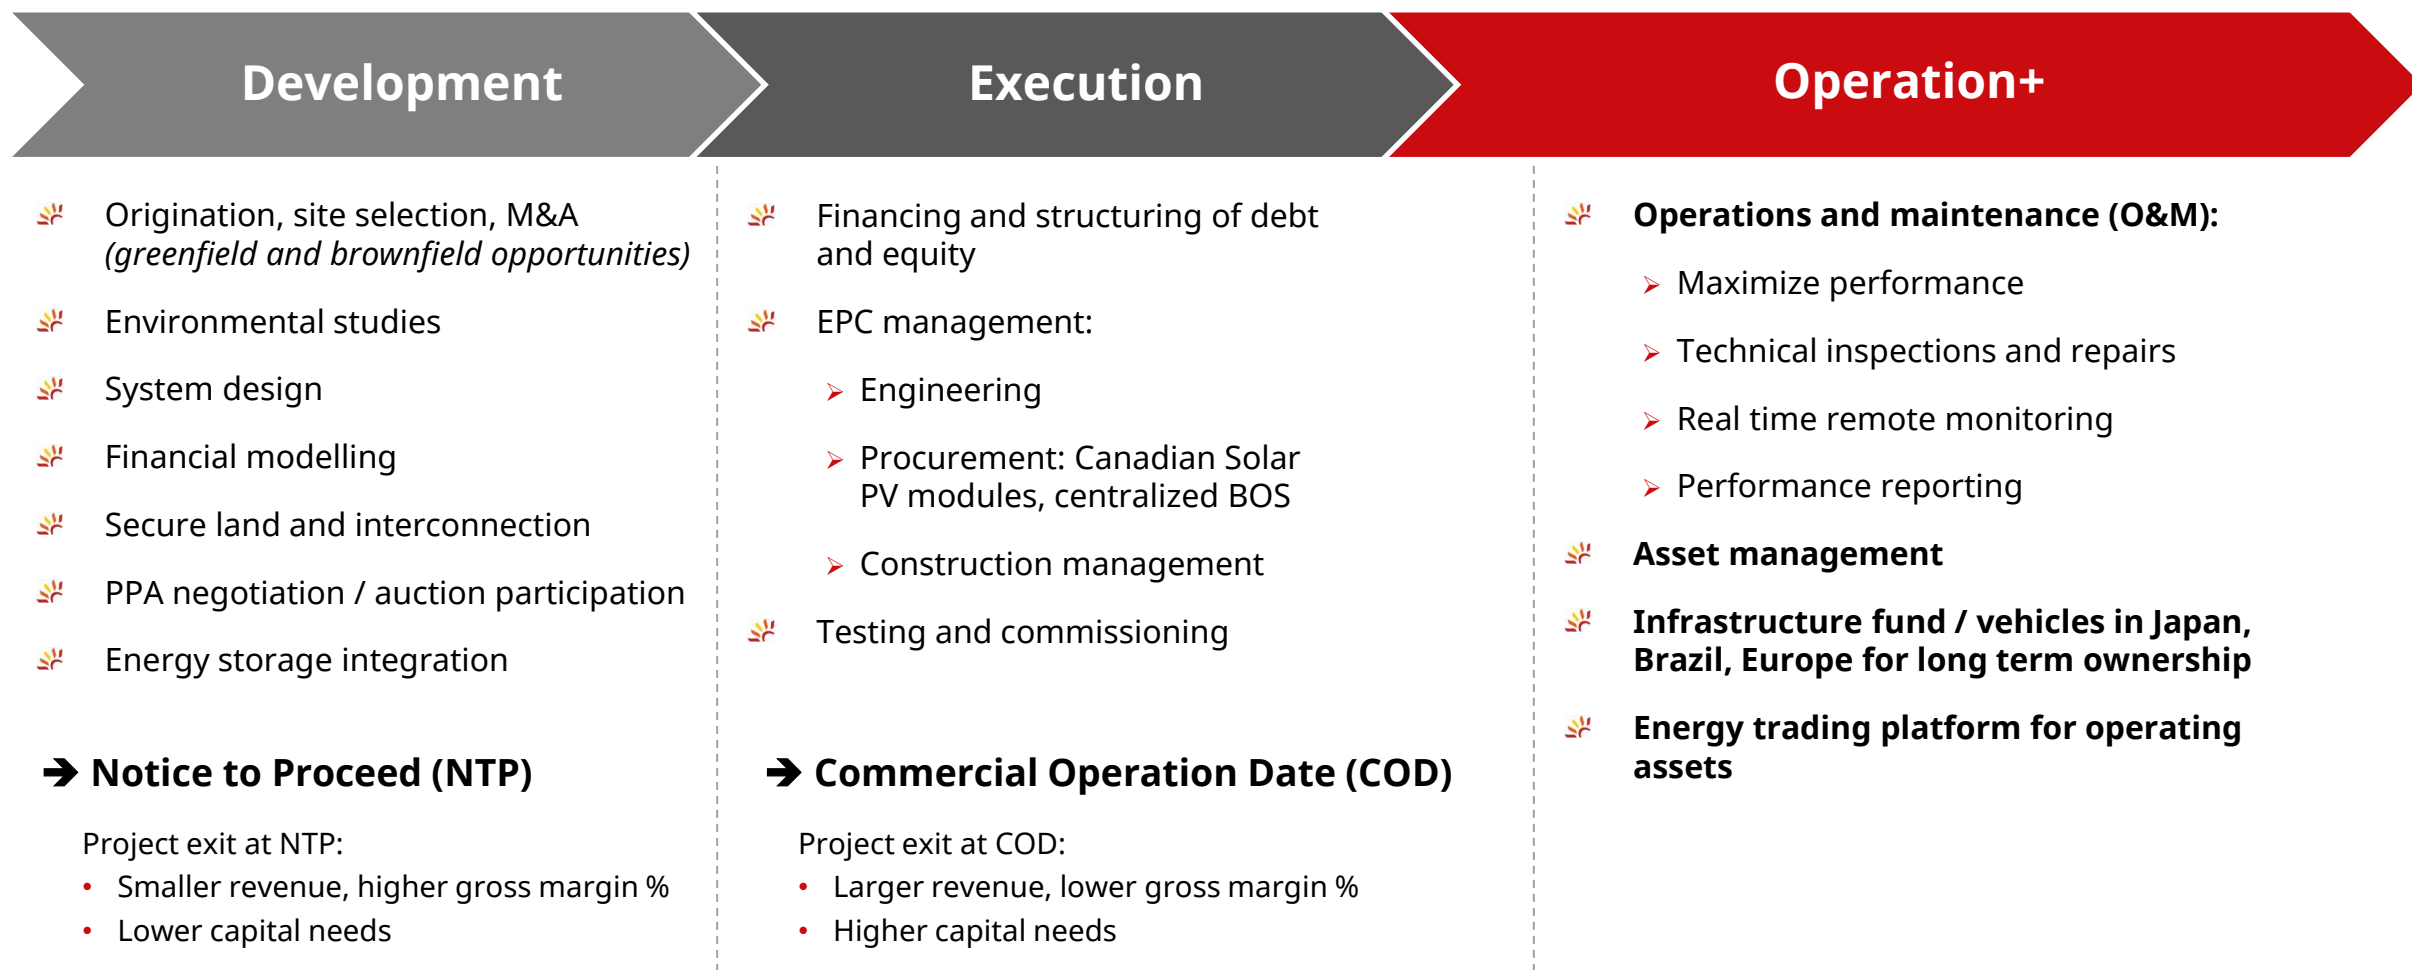 Development
Execution
Operation+
Origination, site selection, M&A
(greenfield and brownfield opportunities)
Environmental studies
System design
Financial modelling
Secure land and interconnection
PPA negotiation / auction participation
Energy storage integration
➔ Notice to Proceed (NTP)
Project exit at NTP:
• Smaller revenue, higher gross margin %
• Lower capital needs
Financing and structuring of debt
and equity
EPC management:
➢ Engineering
➢ Procurement: Canadian Solar
PV modules, centralized BOS
➢ Construction management
Testing and commissioning
➔ Commercial Operation Date (COD)
Project exit at COD:
• Larger revenue, lower gross margin %
• Higher capital needs
Operations and maintenance (O&M):
➢ Maximize performance
➢ Technical inspections and repairs
➢ Real time remote monitoring
➢ Performance reporting
Asset management
Infrastructure fund / vehicles in Japan,
Brazil, Europe for long term ownership
Energy trading platform for operating
assets